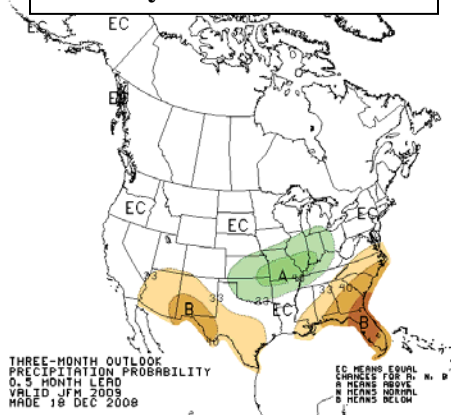 EC
EC
EC
EC
EC
EC
A
33
33
33
33
40
EC
B
B
THREE-MONTH OUTLOOK
PRECIPITATION PROBABILITY
0.5 MONTH LEAD
VALID JFM 2009
MADE 18 DEC 2008
EC MEANS EQUAL
CHANCES FOR A, N, B
A MEANS ABOVE
N MEANS NORMAL
B MEANS BELOW